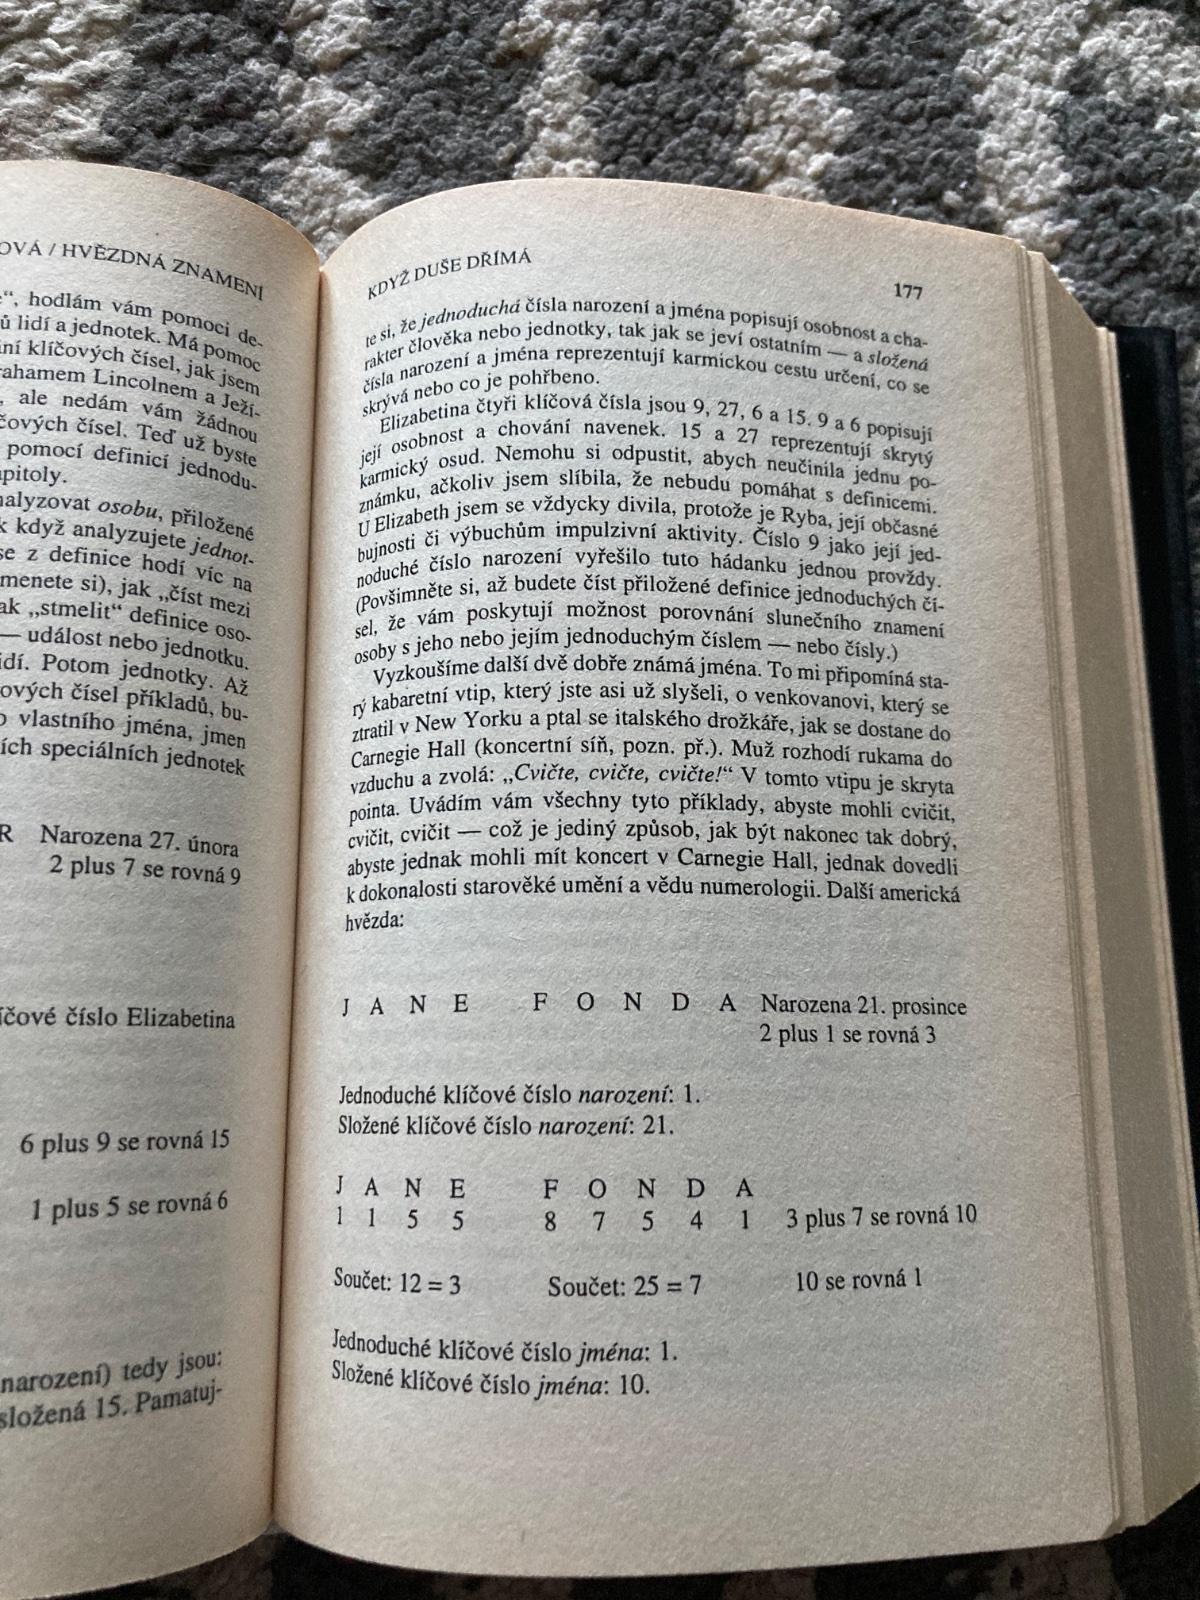 OVÁ / HVĚZDNÁ ZNAMENÍ
“, hodlám vám pomoci de-
ů lidí a jednotek. Má pomoc
ní klíčových čísel, jak jsem
rahamem Lincolnem a Ježí-
, ale nedám vám žádnou
čových čísel. Teď už byste
pomocí definicí jednodu-
pitoly.
nalyzovat osobu, přiložené
k když analyzujete jednot-
se z definice hodí víc na
menete si), jak „číst mezi
ak „stmelit“ definice oso-
— událost nebo jednotku.
idí. Potom jednotky. Až
ových čísel příkladů, bu-
o vlastního jména, jmen
ích speciálních jednotek
R Narozena 27. února
2 plus 7 se rovná 9
íčové číslo Elizabetina
6 plus 9 se rovná 15
1 plus 5 se rovná 6
narození) tedy jsou:
složená 15. Pamatuj-
KDYŽ DUŠE DŘÍMÁ 177
te si, že jednoduchá čísla narození a jména popisují osobnost a cha-
rakter člověka nebo jednotky, tak jak se jeví ostatním — a složená
čísla narození a jména reprezentují karmickou cestu určení, co se
skrývá nebo co je pohřbeno.
Elizabetina čtyři klíčová čísla jsou 9, 27, 6 a 15. 9 a 6 popisují
její osobnost a chování navenek. 15 a 27 reprezentují skrytý
karmický osud. Nemohu si odpustit, abych neučinila jednu po-
známku, ačkoliv jsem slíbila, že nebudu pomáhat s definicemi.
U Elizabeth jsem se vždycky divila, protože je Ryba, její občasné
bujnosti či výbuchům impulzivní aktivity. Číslo 9 jako její jed-
noduché číslo narození vyřešilo tuto hádanku jednou provždy.
(Povšimněte si, až budete číst přiložené definice jednoduchých čí-
sel, že vám poskytují možnost porovnání slunečního znamení
osoby s jeho nebo jejím jednoduchým číslem — nebo čísly.)
Vyzkoušíme další dvě dobře známá jména. To mi připomíná sta-
rý kabaretní vtip, který jste asi už slyšeli, o venkovanovi, který se
ztratil v New Yorku a ptal se italského drožkáře, jak se dostane do
Carnegie Hall (koncertní síň, pozn. př.). Muž rozhodí rukama do
vzduchu a zvolá: „Cvičte, cvičte, cvičte!“ V tomto vtipu je skryta
pointa. Uvádím vám všechny tyto příklady, abyste mohli cvičit,
cvičit, cvičit — což je jediný způsob, jak být nakonec tak dobrý,
abyste jednak mohli mít koncert v Carnegie Hall, jednak dovedli
k dokonalosti starověké umění a vědu numerologii. Další americká
hvězda:
J A N E F O N D A Narozena 21. prosince
2 plus 1 se rovná 3
Jednoduché klíčové číslo narození: 1.
Složené klíčové číslo narození: 21.
J A N E F O N D A
1 1 5 5 8 7 5 4 1 3 plus 7 se rovná 10
Součet: 12 = 3 Součet: 25 = 7 10 se rovná 1
Jednoduché klíčové číslo jména: 1.
Složené klíčové číslo jména: 10.